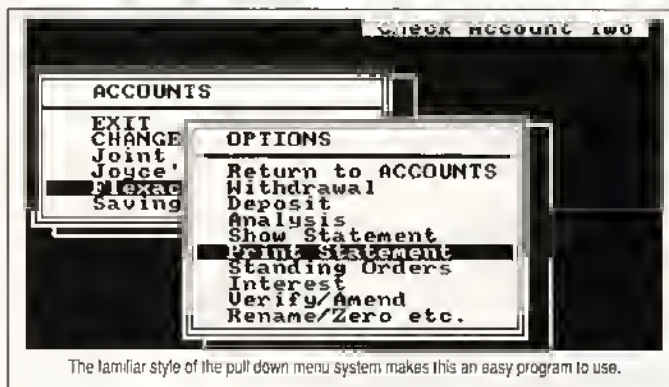 Check Account Two
ACCOUNTS
EXIT
CHANGE
Joint
Joyce'
Flexac
Saving
OPTIONS
Return to ACCOUNTS
Withdrawal
Deposit
Analysis
Show Statement
Print Statement
Standing Orders
Interest
Verify/Amend
Rename/Zero etc.
The familiar style of the pull down menu system makes this an easy program to use.